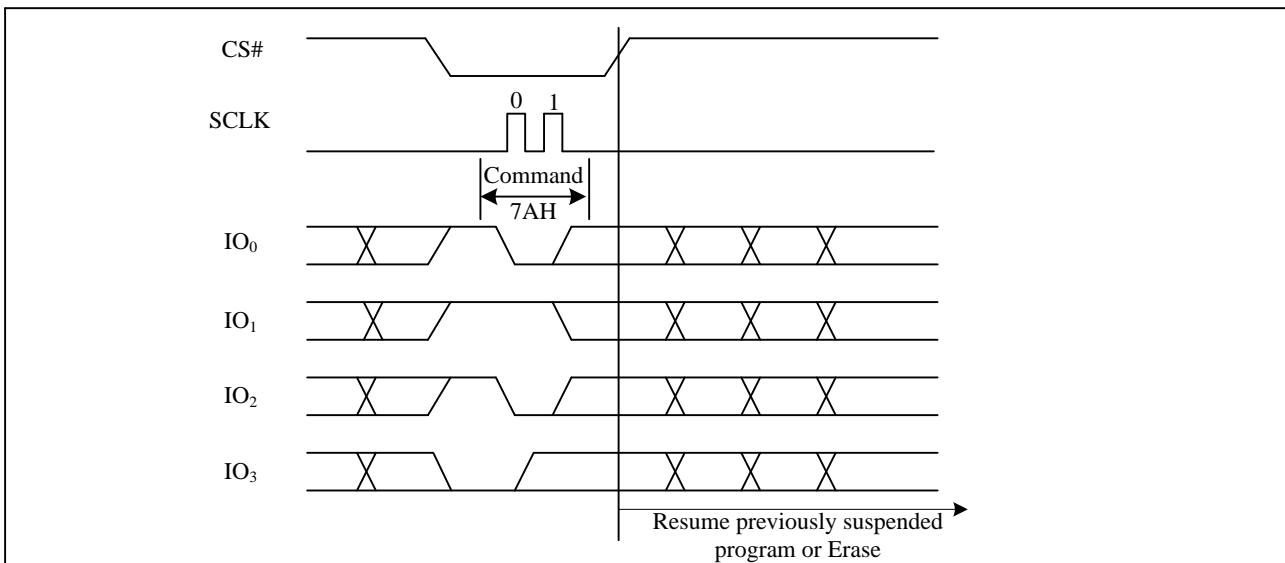 CS#
0 1
SCLK
Command
7AH
IO₀
IO₁
IO₂
IO₃
Resume previously suspended
program or Erase